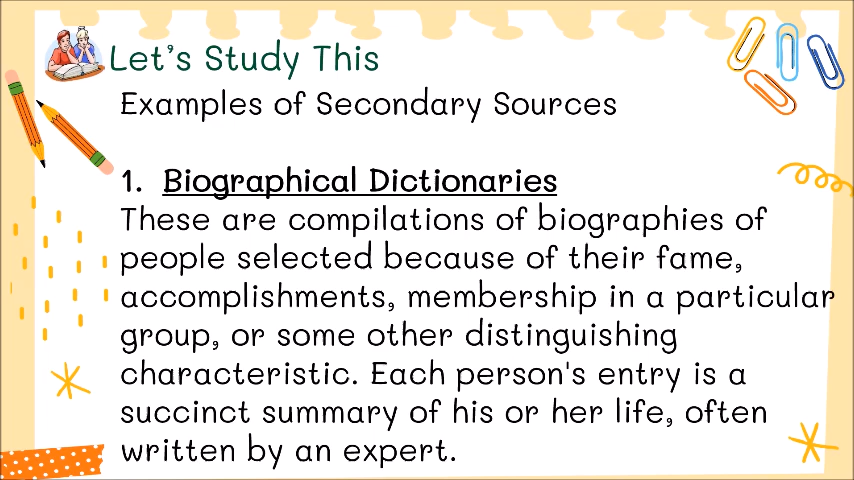 Let's Study This
Examples of Secondary Sources
1. Biographical Dictionaries
These are compilations of biographies of
people selected because of their fame,
accomplishments, membership in a particular
group, or some other distinguishing
characteristic. Each person's entry is a
succinct summary of his or her life, often
written by an expert.